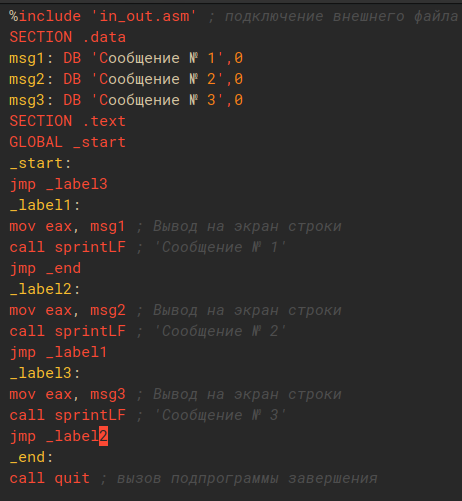 %include 'in_out.asm' ; подключение внешнего файла
SECTION .data
msg1: DB 'Сообщение № 1',0
msg2: DB 'Сообщение № 2',0
msg3: DB 'Сообщение № 3',0
SECTION .text
GLOBAL _start
_start:
jmp _label3
_label1:
mov eax, msg1 ; Вывод на экран строки
call sprintLF ; 'Сообщение № 1'
jmp _end
_label2:
mov eax, msg2 ; Вывод на экран строки
call sprintLF ; 'Сообщение № 2'
jmp _label1
_label3:
mov eax, msg3 ; Вывод на экран строки
call sprintLF ; 'Сообщение № 3'
jmp _label2
_end:
call quit ; вызов подпрограммы завершения